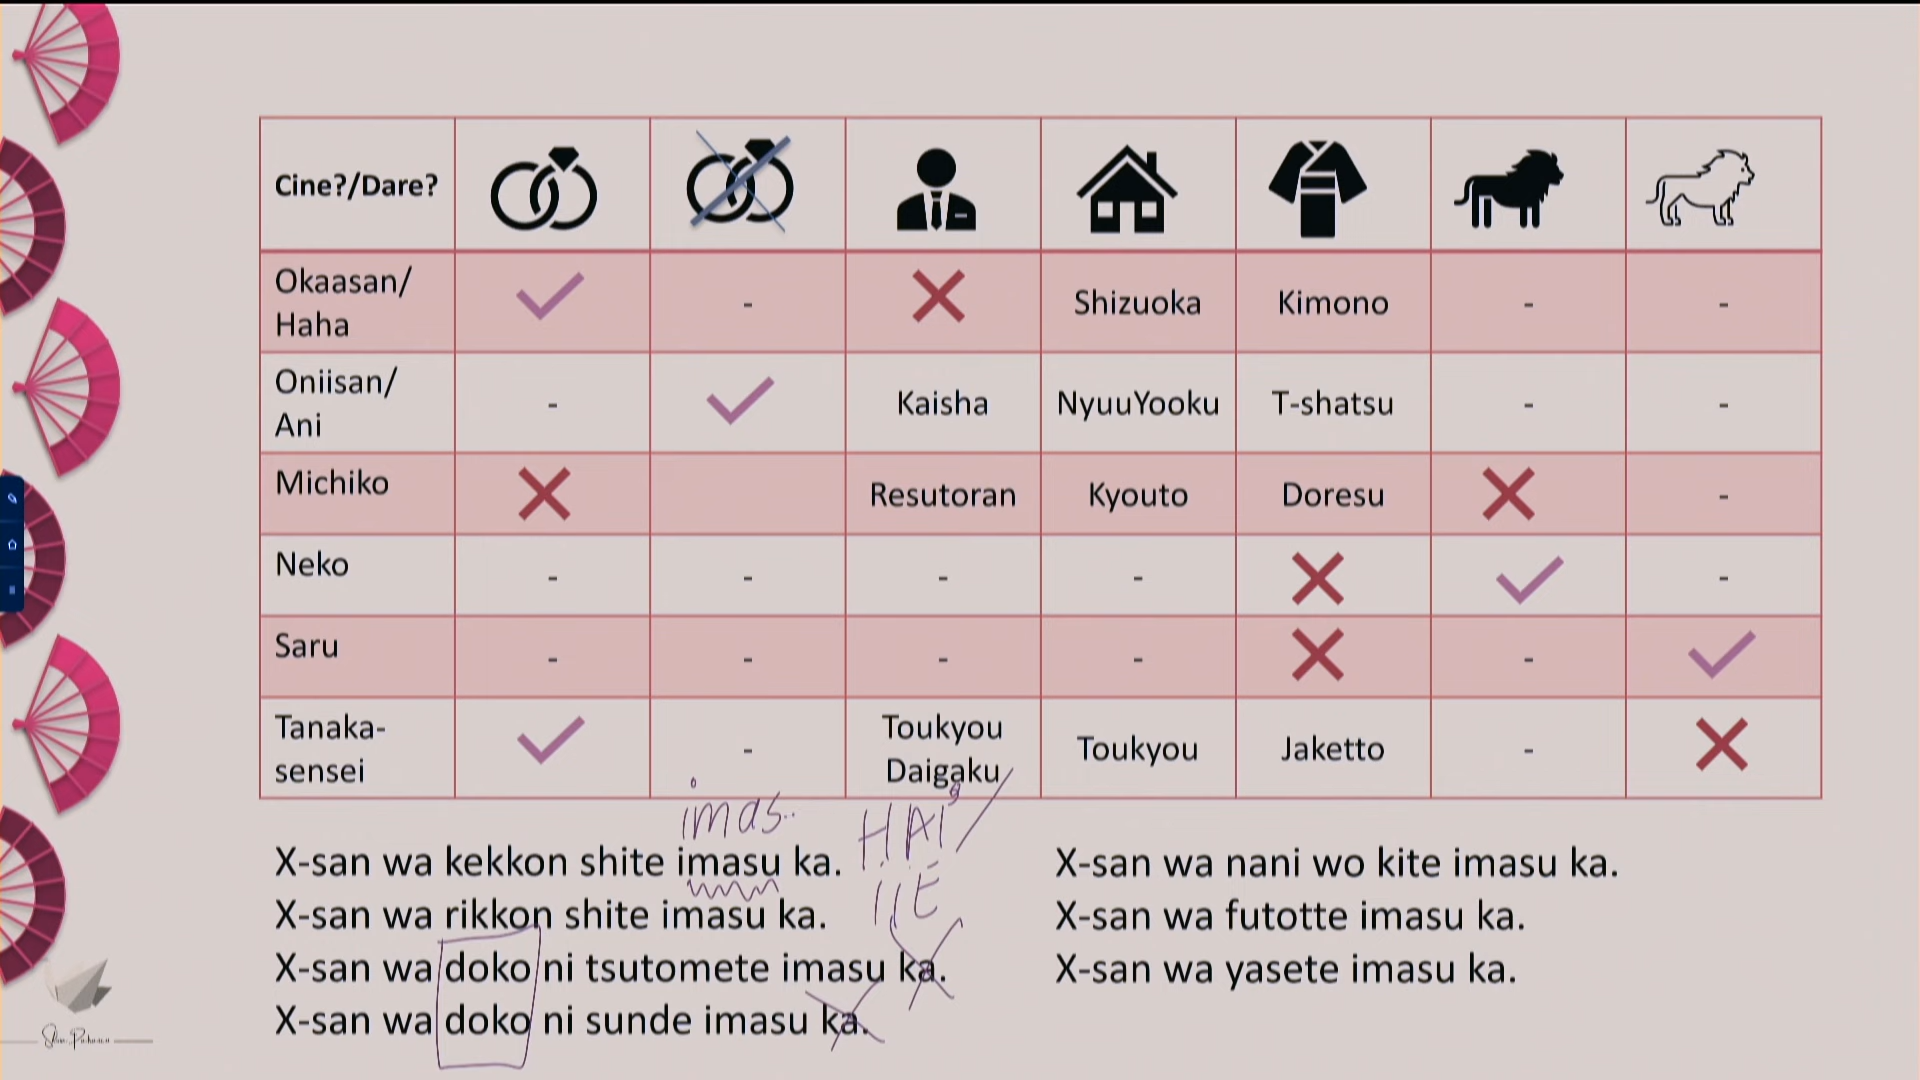 Cine?/Dare?
Okaasan/
Haha
Shizuoka
Kimono
-
-
-
Oniisan/
Ani
-
Kaisha
NyuuYooku
T-shatsu
-
-
Michiko
Resutoran
Kyouto
Doresu
-
Neko
-
-
-
-
-
Saru
-
-
-
-
-
Tanaka-
sensei
-
Toukyou
Daigaku
Toukyou
Jaketto
-
imas..
HAI /
IIE
X-san wa kekkon shite imasu ka.
X-san wa rikkon shite imasu ka.
X-san wa doko ni tsutomete imasu ka.
X-san wa doko ni sunde imasu ka.
X-san wa nani wo kite imasu ka.
X-san wa futotte imasu ka.
X-san wa yasete imasu ka.